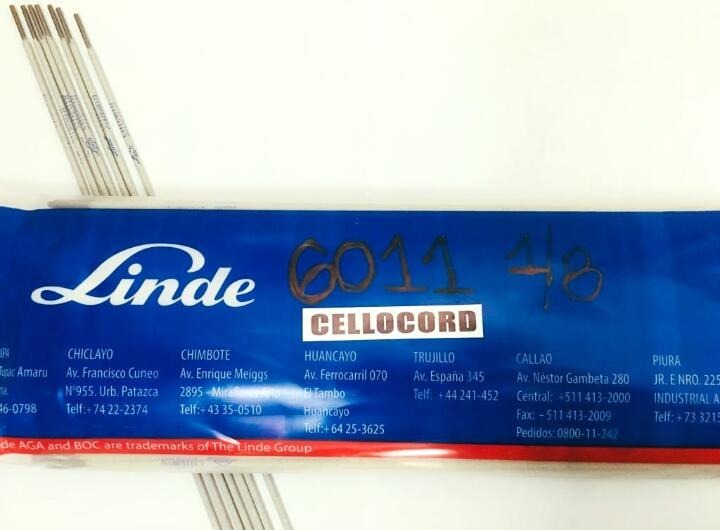 Linde
6011 1/8
CELLOCORD
CHICLAYO
Av. Francisco Cuneo
N°955. Urb. Patazca
Telf:+ 74 22-2374
CHIMBOTE
Av. Enrique Meiggs
2895 - Miraflores Alto
Telf:+ 43 35-0510
HUANCAYO
Av. Ferrocarril 070
El Tambo
Huancayo
Telf:+ 64 25-3625
TRUJILLO
Av. España 345
Telf: +44 241-452
CALLAO
Av. Néstor Gambeta 280
Central: +511 413-2000
Fax: +511 413-2009
Pedidos: 0800-11-242
PIURA
JR. E NRO. 225
INDUSTRIAL A
Telf: +73 3215
Tupac Amaru
46-0798
de AGA and BOC are trademarks of The Linde Group